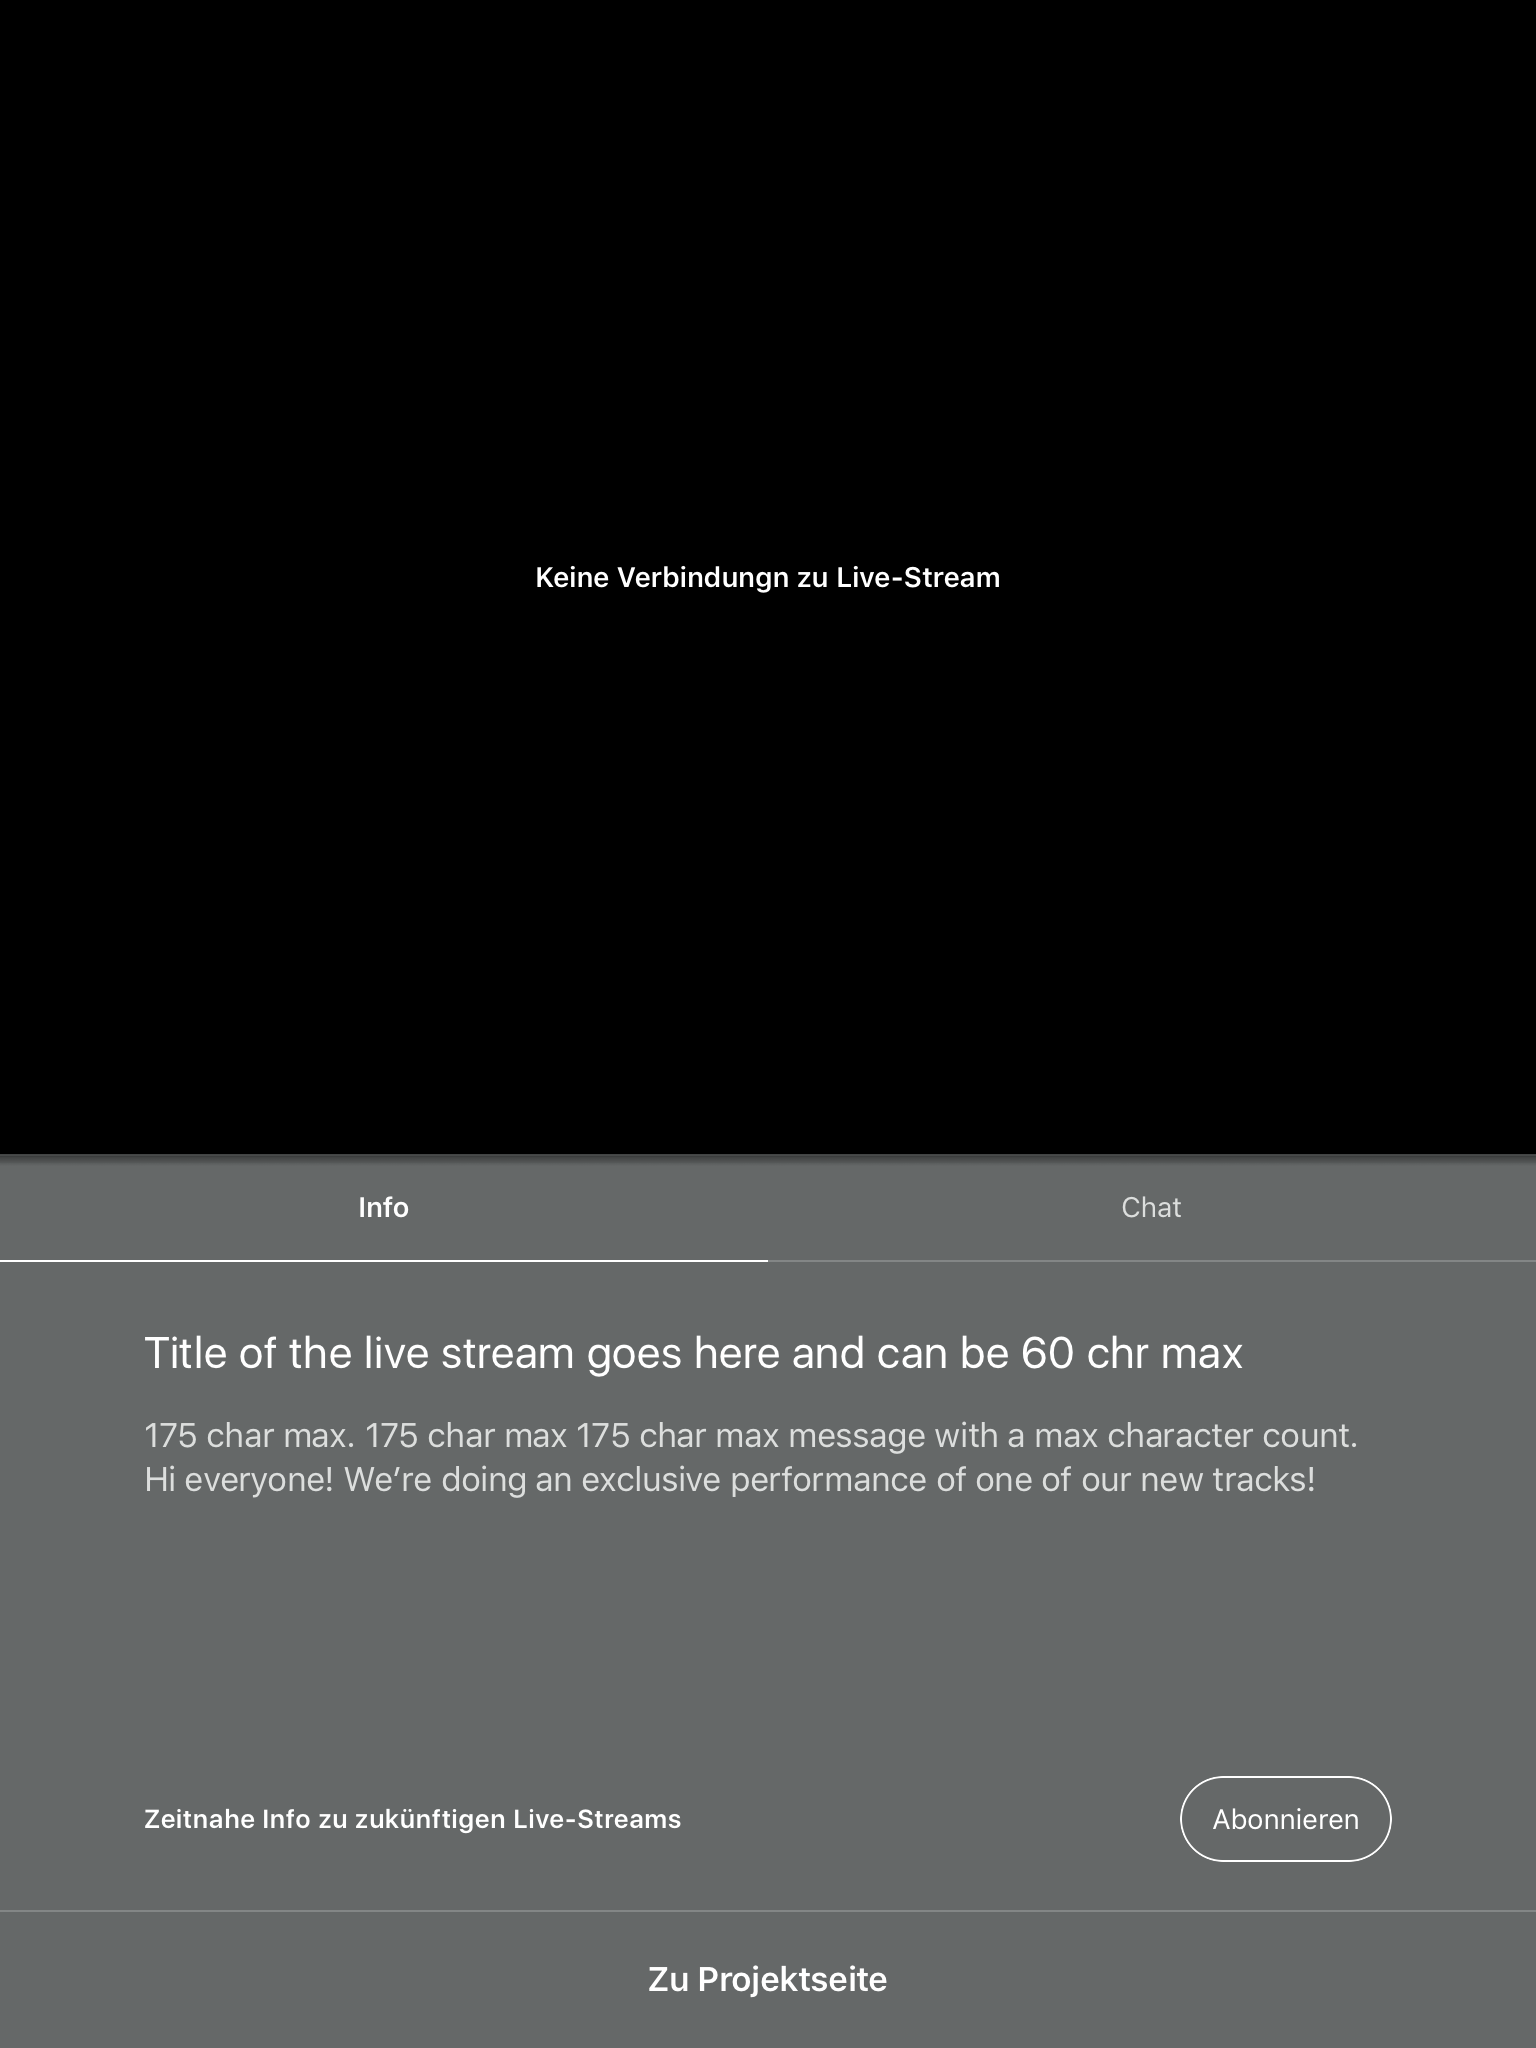 Keine Verbindungn zu Live-Stream
Info
Chat
Title of the live stream goes here and can be 60 chr max
175 char max. 175 char max 175 char max message with a max character count.
Hi everyone! We’re doing an exclusive performance of one of our new tracks!
Zeitnahe Info zu zukünftigen Live-Streams
Abonnieren
Zu Projektseite